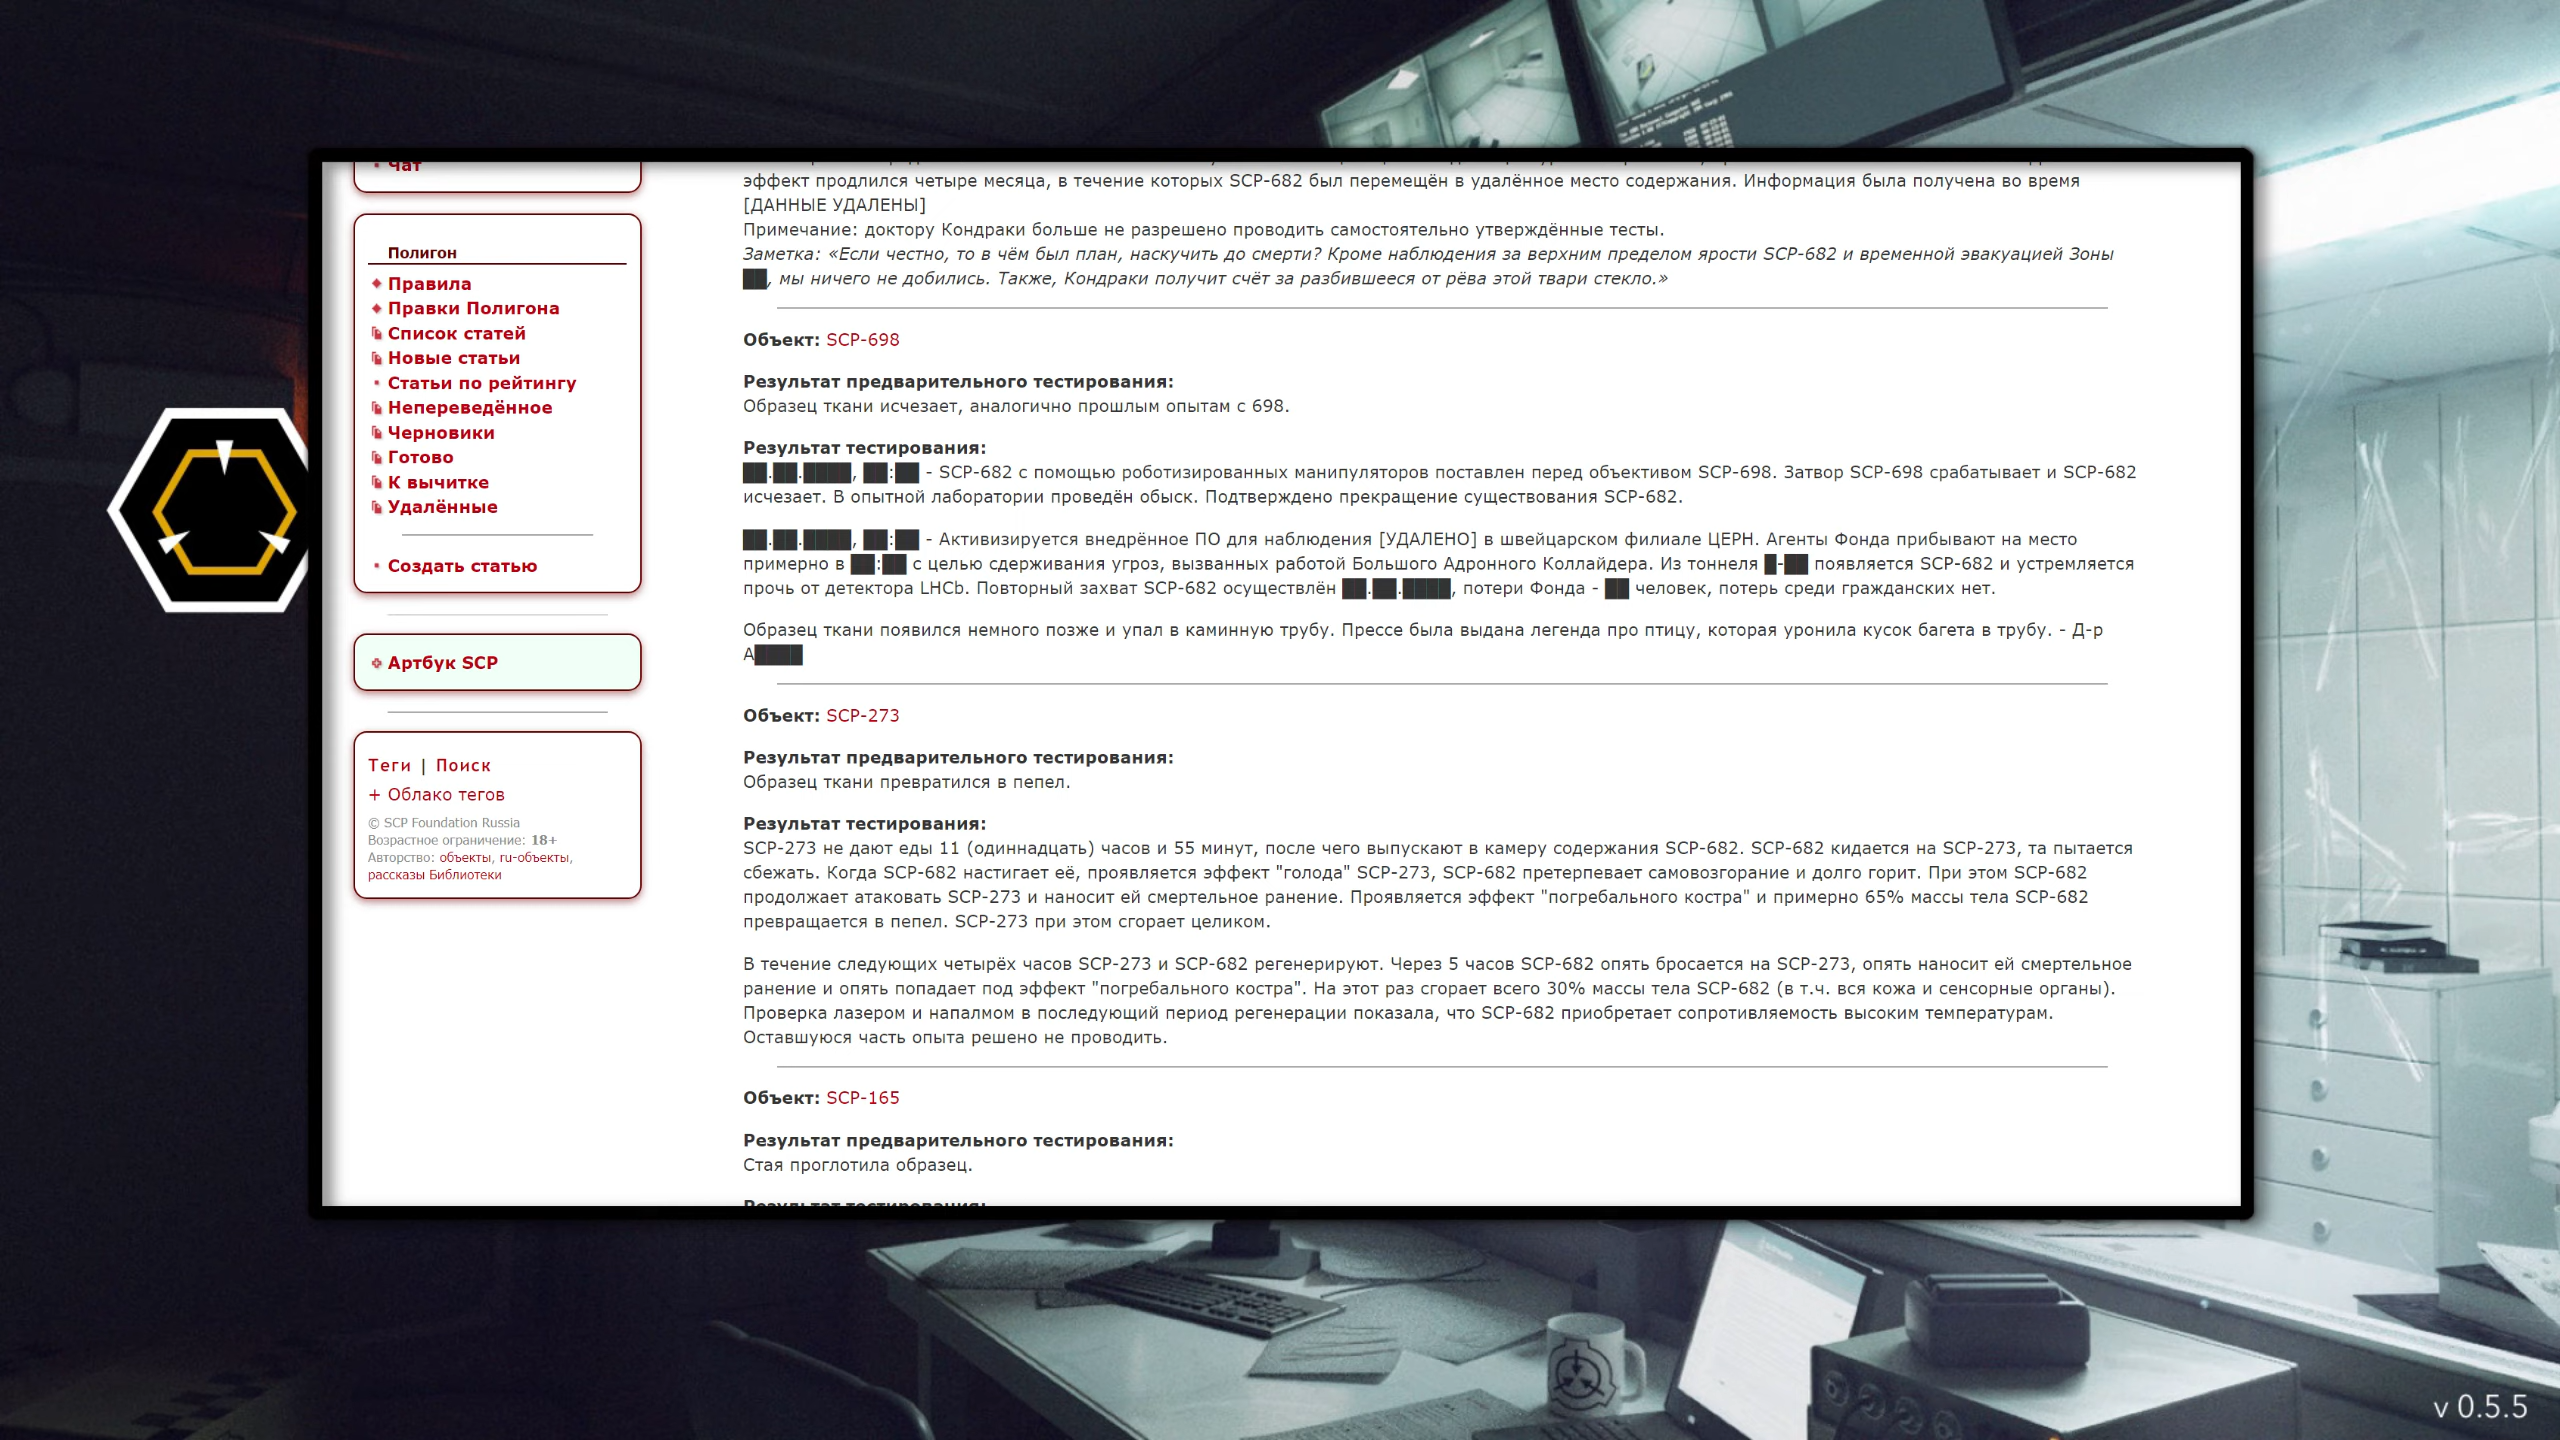 Чат
Полигон
Правила
Правки Полигона
Список статей
Новые статьи
Статьи по рейтингу
Непереведённое
Черновики
Готово
К вычитке
Удалённые
Создать статью
Артбук SCP
Теги | Поиск
+ Облако тегов
© SCP Foundation Russia
Возрастное ограничение: 18+
Авторство: объекты, ru-объекты,
рассказы Библиотеки
эффект продлился четыре месяца, в течение которых SCP-682 был перемещён в удалённое место содержания. Информация была получена во время
[ДАННЫЕ УДАЛЕНЫ]
Примечание: доктору Кондраки больше не разрешено проводить самостоятельно утверждённые тесты.
Заметка: «Если честно, то в чём был план, наскучить до смерти? Кроме наблюдения за верхним пределом ярости SCP-682 и временной эвакуацией Зоны
██, мы ничего не добились. Также, Кондраки получит счёт за разбившееся от рёва этой твари стекло.»
Объект: SCP-698
Результат предварительного тестирования:
Образец ткани исчезает, аналогично прошлым опытам с 698.
Результат тестирования:
██.██.████, ██:██ - SCP-682 с помощью роботизированных манипуляторов поставлен перед объективом SCP-698. Затвор SCP-698 срабатывает и SCP-682
исчезает. В опытной лаборатории проведён обыск. Подтверждено прекращение существования SCP-682.
██.██.████, ██:██ - Активизируется внедрённое ПО для наблюдения [УДАЛЕНО] в швейцарском филиале ЦЕРН. Агенты Фонда прибывают на место
примерно в ██:██ с целью сдерживания угроз, вызванных работой Большого Адронного Коллайдера. Из тоннеля █-██ появляется SCP-682 и устремляется
прочь от детектора LHCb. Повторный захват SCP-682 осуществлён ██.██.████, потери Фонда - ██ человек, потерь среди гражданских нет.
Образец ткани появился немного позже и упал в каминную трубу. Прессе была выдана легенда про птицу, которая уронила кусок багета в трубу. - Д-р
А████
Объект: SCP-273
Результат предварительного тестирования:
Образец ткани превратился в пепел.
Результат тестирования:
SCP-273 не дают еды 11 (одиннадцать) часов и 55 минут, после чего выпускают в камеру содержания SCP-682. SCP-682 кидается на SCP-273, та пытается
сбежать. Когда SCP-682 настигает её, проявляется эффект "голода" SCP-273, SCP-682 претерпевает самовозгорание и долго горит. При этом SCP-682
продолжает атаковать SCP-273 и наносит ей смертельное ранение. Проявляется эффект "погребального костра" и примерно 65% массы тела SCP-682
превращается в пепел. SCP-273 при этом сгорает целиком.
В течение следующих четырёх часов SCP-273 и SCP-682 регенерируют. Через 5 часов SCP-682 опять бросается на SCP-273, опять наносит ей смертельное
ранение и опять попадает под эффект "погребального костра". На этот раз сгорает всего 30% массы тела SCP-682 (в т.ч. вся кожа и сенсорные органы).
Проверка лазером и напалмом в последующий период регенерации показала, что SCP-682 приобретает сопротивляемость высоким температурам.
Оставшуюся часть опыта решено не проводить.
Объект: SCP-165
Результат предварительного тестирования:
Стая проглотила образец.
Результат тестирования:
v 0.5.5